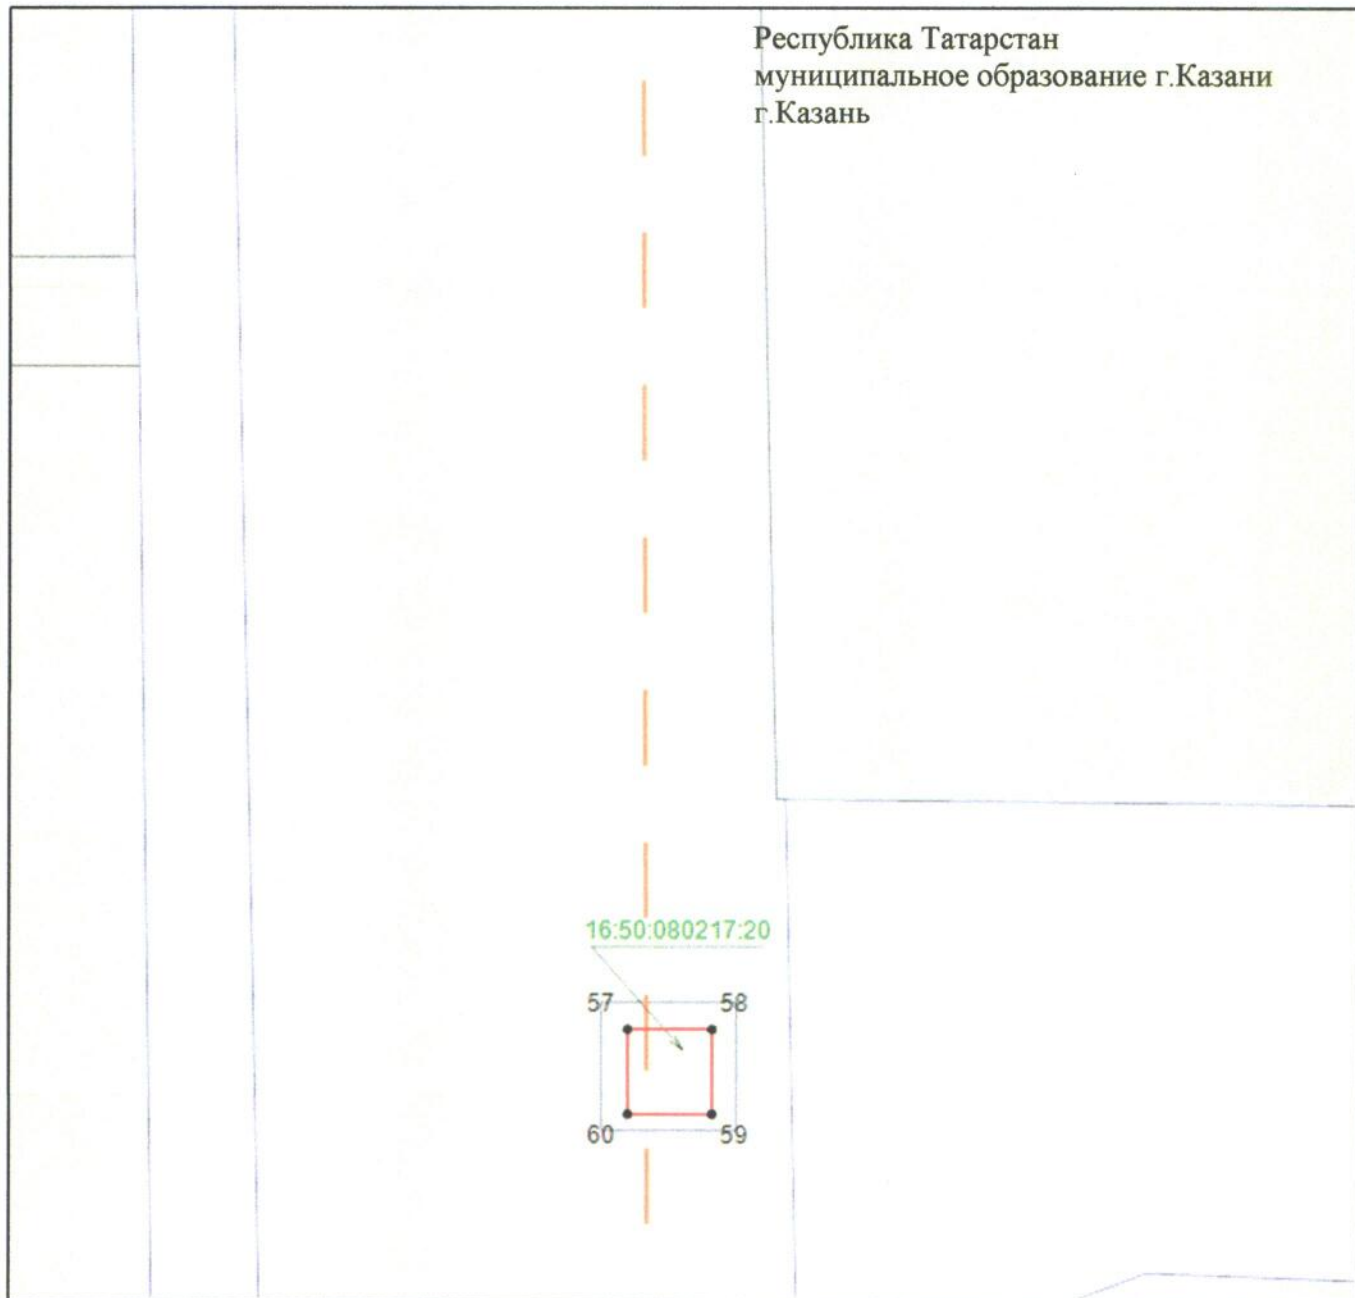 Республика Татарстан
муниципальное образование г.Казани
г.Казань
16:50:080217:20
57 58
60 59